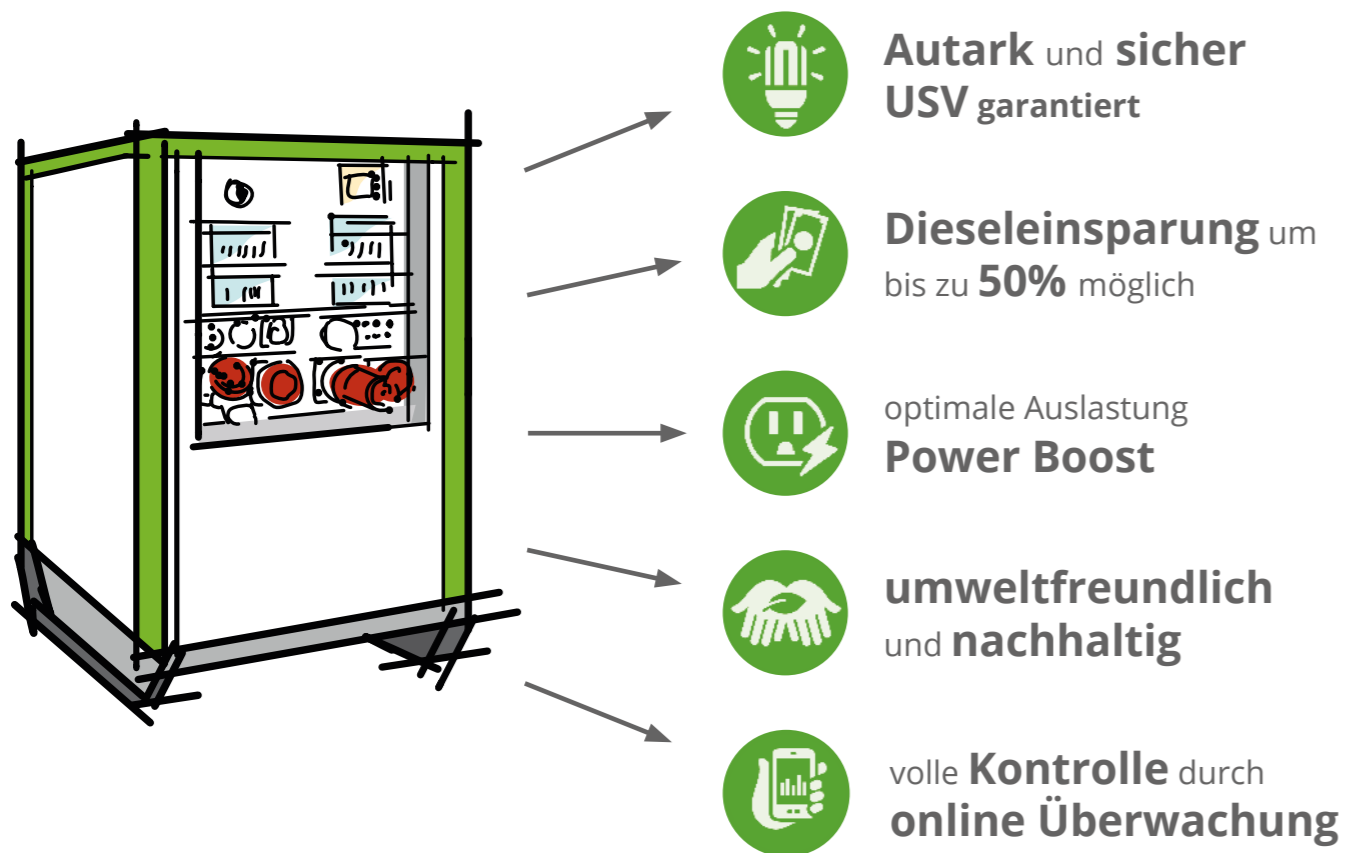 Autark und sicher
USV garantiert
Dieseleinsparung um
bis zu 50% möglich
optimale Auslastung
Power Boost
umweltfreundlich
und nachhaltig
volle Kontrolle durch
online Überwachung